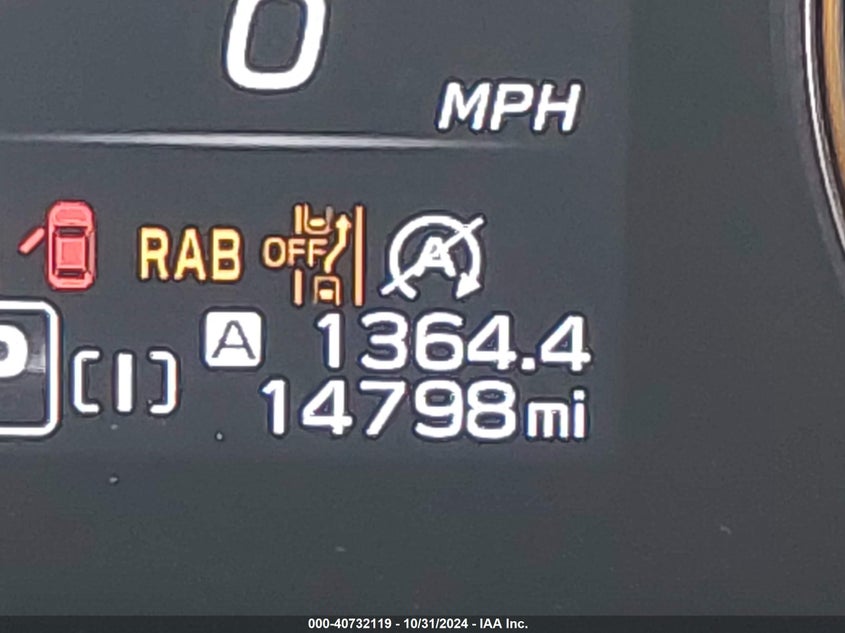 0
MPH
RAB OFF A
A 1364.4
14798mi
000-40732119 - 10/31/2024 - IAA Inc.